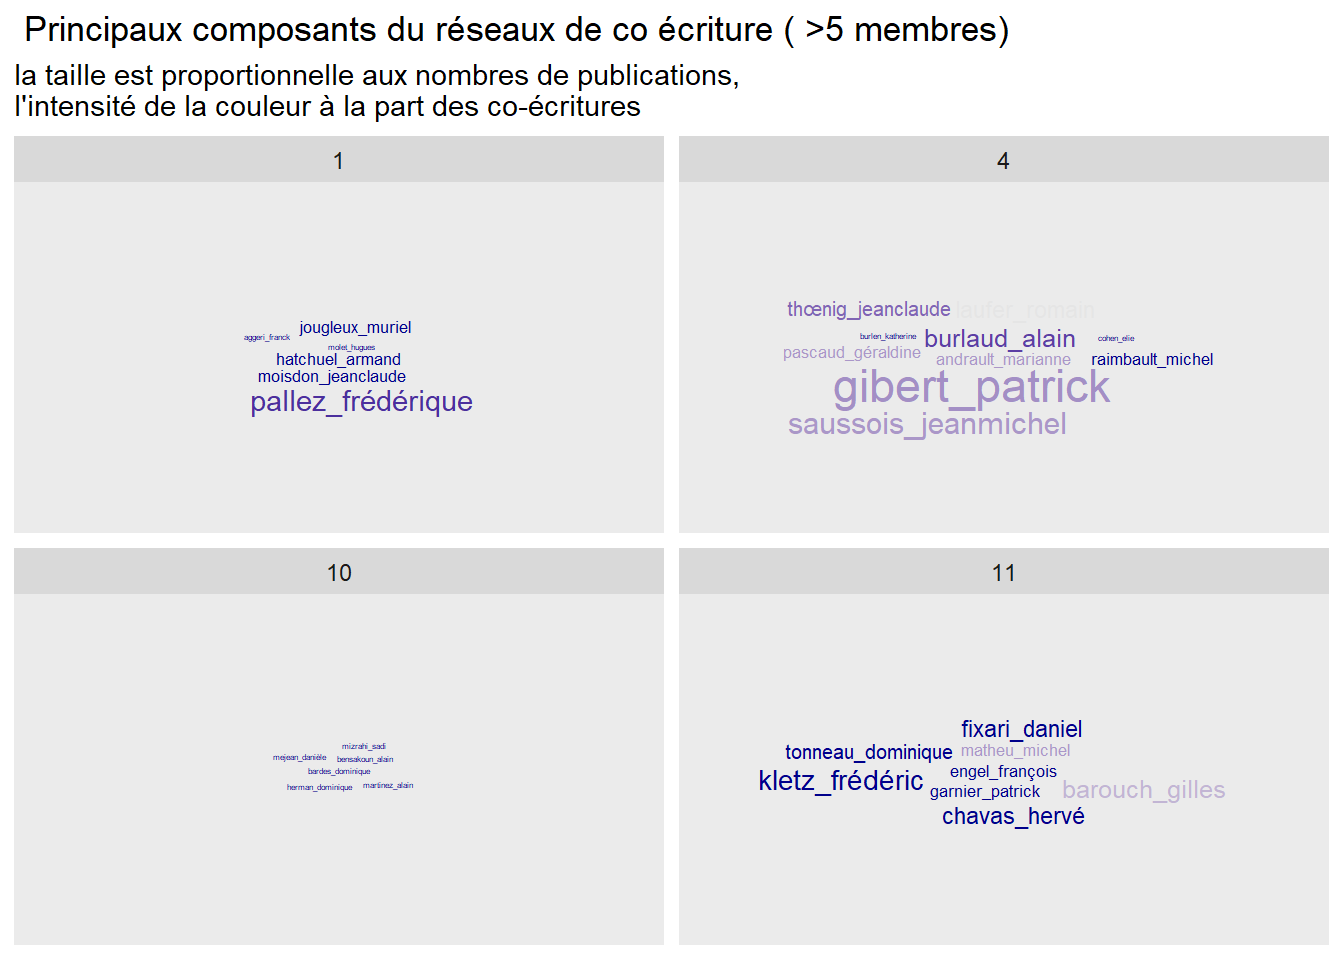 Principaux composants du réseaux de co écriture ( >5 membres)
la taille est proportionnelle aux nombres de publications,
l'intensité de la couleur à la part des co-écritures
1
jougleux_muriel
aggeri_franck
molet_hugues
hatchuel_armand
moisdon_jeanclaude
pallez_frédérique
4
thœnig_jeanclaude laufer_romain
burlen_katherine burlaud_alain cohen_elie
pascaud_géraldine andrault_marianne raimbault_michel
gibert_patrick
saussois_jeanmichel
10
mizrahi_sadi
mejean_danièle bensakoun_alain
bardes_dominique
herman_dominique martinez_alain
11
fixari_daniel
tonneau_dominique matheu_michel
kletz_frédéric engel_françois
garnier_patrick barouch_gilles
chavas_hervé